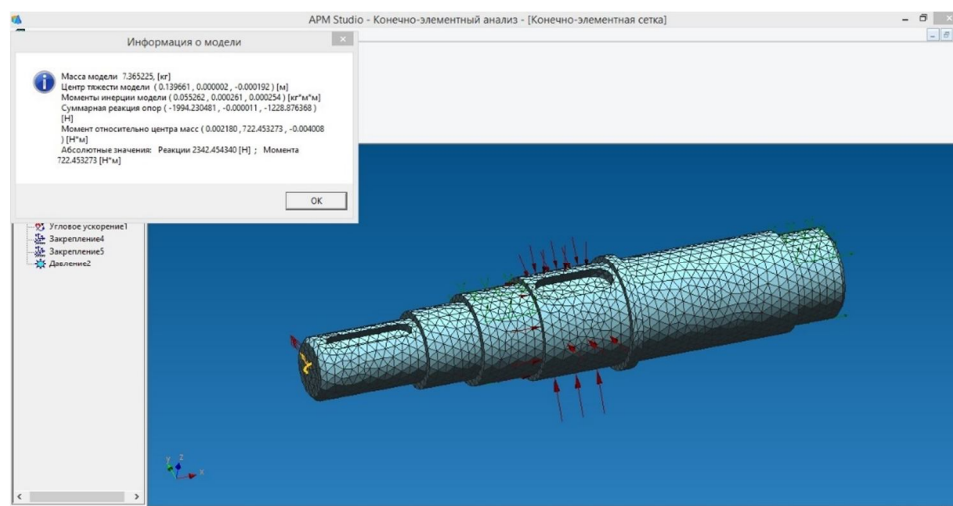 APM Studio - Конечно-элементный анализ - [Конечно-элементная сетка]
Информация о модели
Масса модели 7.365225, [кг]
Центр тяжести модели ( 0.139661 , 0.000002 , -0.000192 ) [м]
Моменты инерции модели ( 0.055262 , 0.000261 , 0.000254 ) [кг*м*м]
Суммарная реакция опор ( -1994.230481 , -0.000011 , -1228.876368 )
[Н]
Момент относительно центра масс ( 0.002180 , 722.453273 , -0.004008
) [Н*м]
Абсолютные значения: Реакции 2342.454340 [Н] ; Момента
722.453273 [Н*м]
OK
Угловое ускорение1
Закрепление4
Закрепление5
Давление2
y z
x